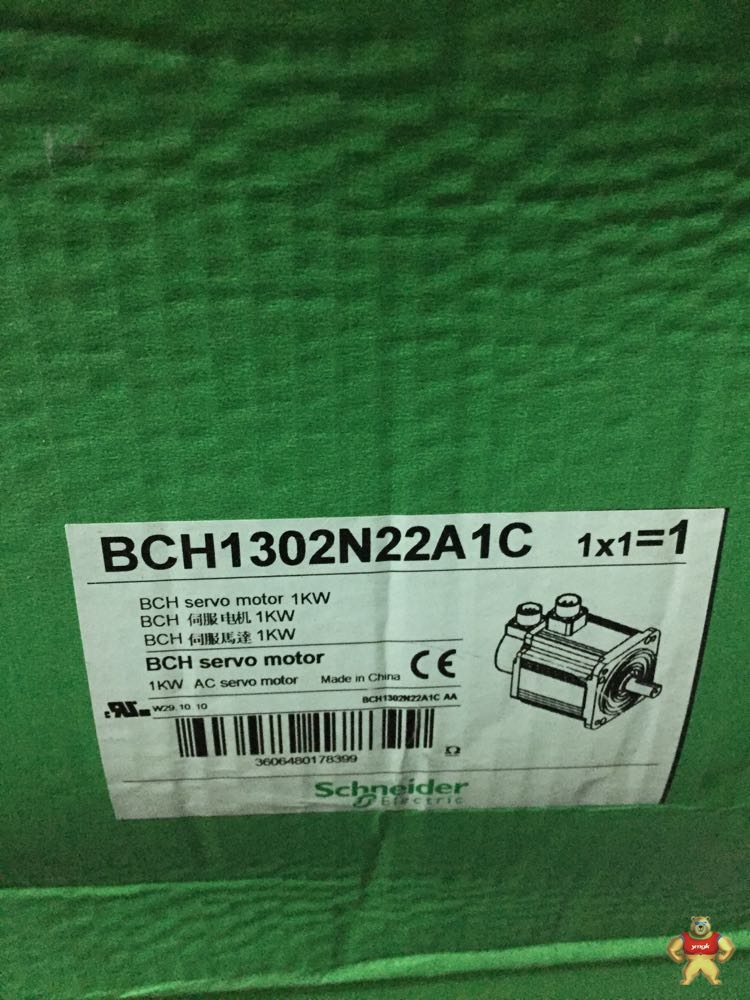 BCH1302N22A1C 1x1=1
BCH servo motor 1KW
BCH 伺服电机 1KW
BCH 伺服馬達 1KW
BCH servo motor
1KW AC servo motor Made in China CE
BCH1302N22A1C AA
W29.10 10
3606480178399
Schneider
Electric
ymgk